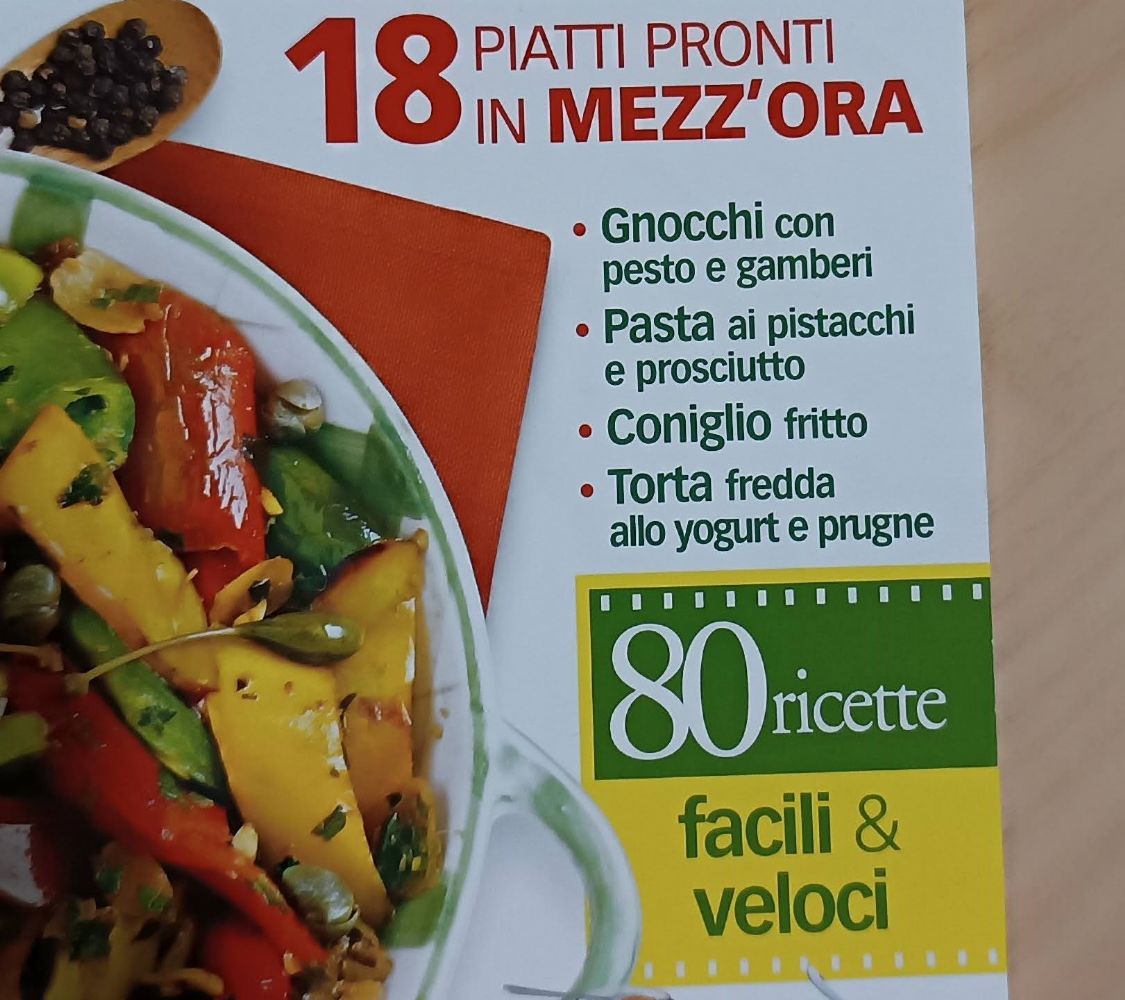 18 PIATTI PRONTI
IN MEZZ'ORA
• Gnocchi con
pesto e gamberi
• Pasta ai pistacchi
e prosciutto
• Coniglio fritto
• Torta fredda
allo yogurt e prugne
80 ricette
facili &
veloci